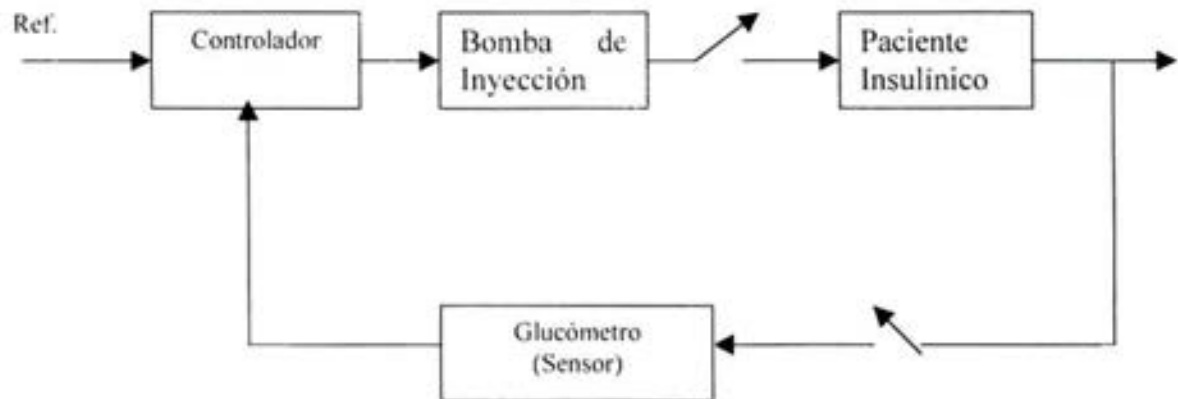 Ref.
Controlador
Bomba de
Inyección
Paciente
Insulínico
Glucómetro
(Sensor)